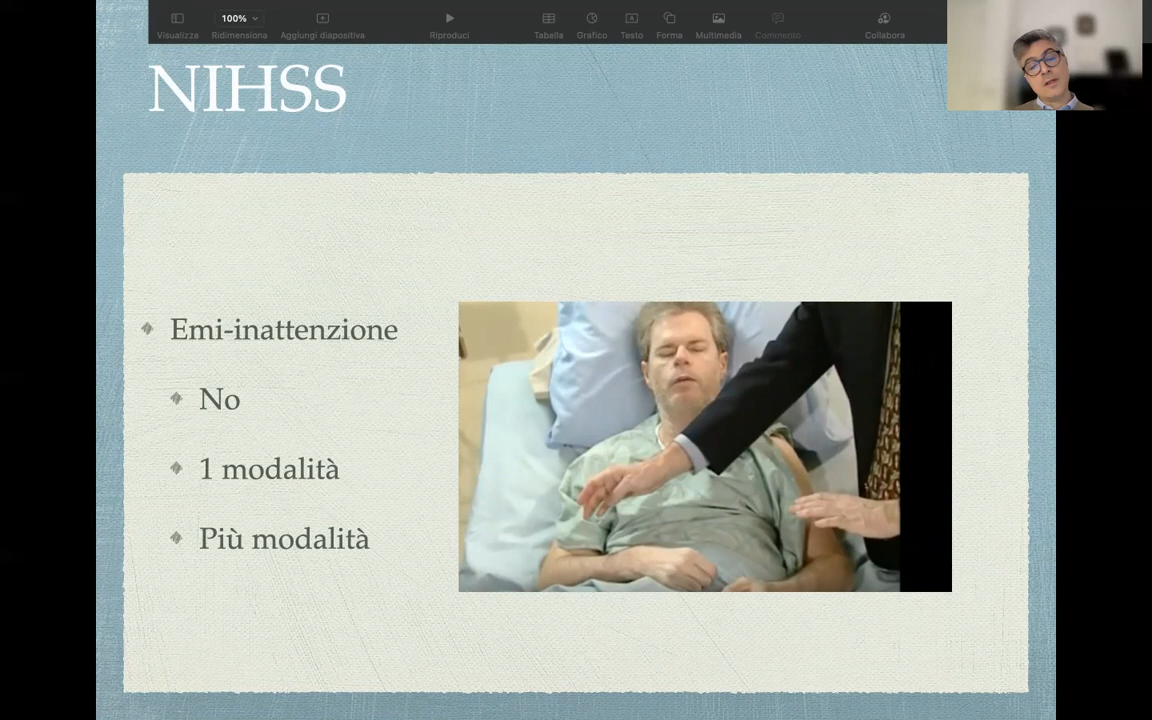 100%
Visualizza
Ridimensiona
Aggiungi diapositiva
Riproduci
Tabella
Grafico
Testo
Forma
Multimedia
Commento
Collabora
NIHSS
Emi-inattenzione
No
1 modalità
Più modalità